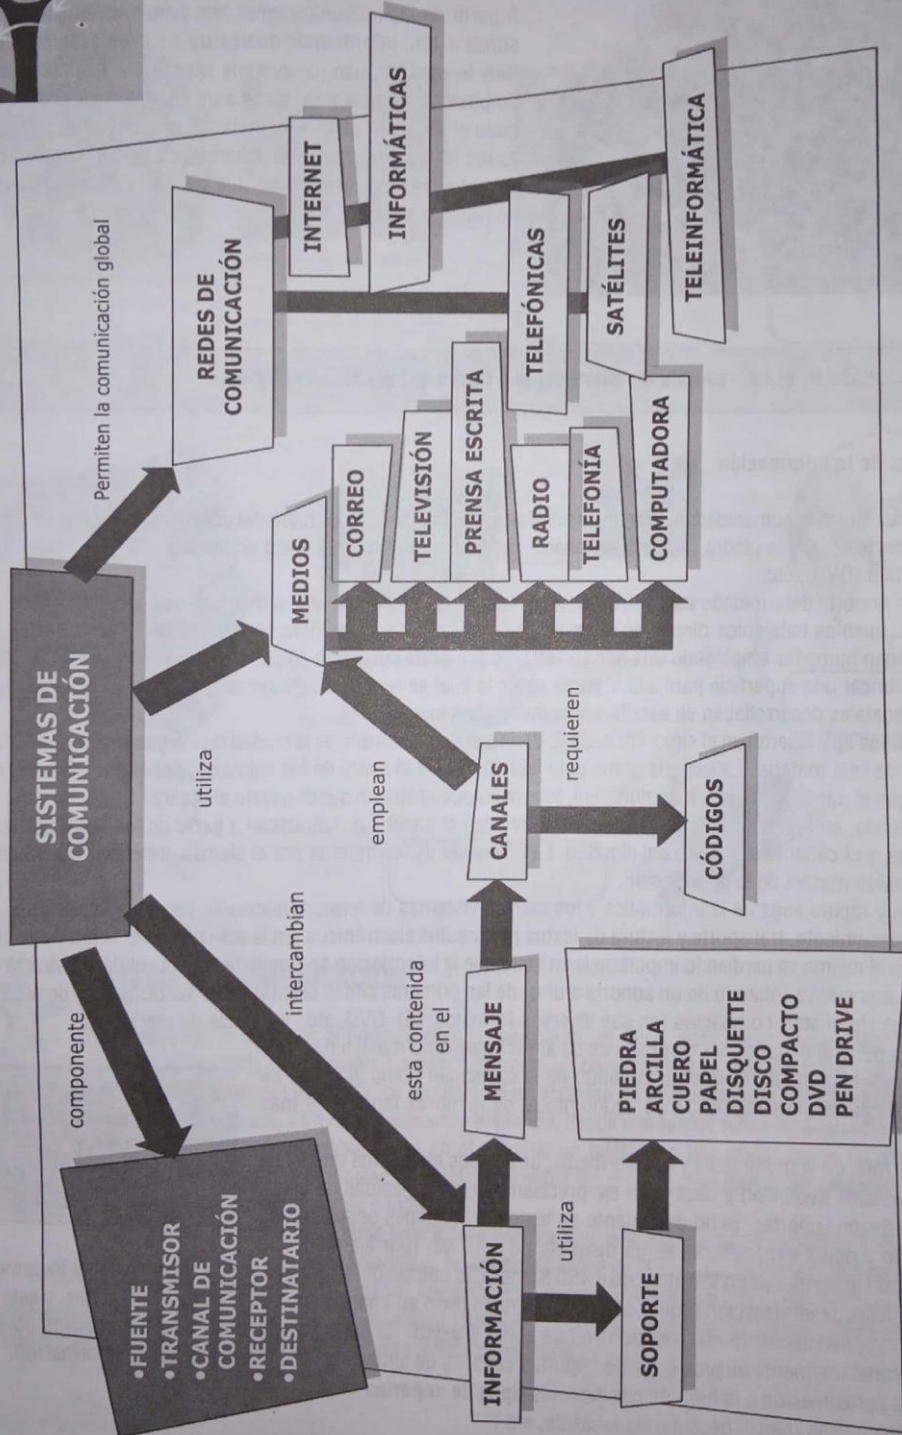 SISTEMAS DE
COMUNICACIÓN
componente
utiliza
Permiten la comunicación global
• FUENTE
• TRANSMISOR
• CANAL DE
COMUNICACIÓN
• RECEPTOR
• DESTINATARIO
intercambian
REDES DE
COMUNICACIÓN
INTERNET
INFORMÁTICAS
TELEFÓNICAS
SATÉLITES
TELEINFORMÁTICA
MEDIOS
CORREO
TELEVISIÓN
PRENSA ESCRITA
RADIO
TELEFONÍA
COMPUTADORA
emplean
esta contenida
en el
INFORMACIÓN
MENSAJE
CANALES
requieren
CÓDIGOS
utiliza
SOPORTE
PIEDRA
ARCILLA
CUERO
PAPEL
DISQUETTE
DISCO
COMPACTO
DVD
PEN DRIVE